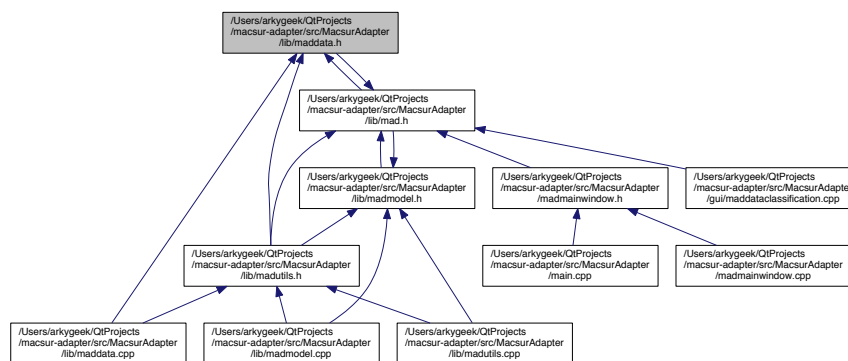 /Users/arkygeek/QtProjects
/macsur-adapter/src/MacsurAdapter
/lib/maddata.h
/Users/arkygeek/QtProjects
/macsur-adapter/src/MacsurAdapter
/lib/mad.h
/Users/arkygeek/QtProjects
/macsur-adapter/src/MacsurAdapter
/lib/madmodel.h
/Users/arkygeek/QtProjects
/macsur-adapter/src/MacsurAdapter
/madmainwindow.h
/Users/arkygeek/QtProjects
/macsur-adapter/src/MacsurAdapter
/gui/maddataclassification.cpp
/Users/arkygeek/QtProjects
/macsur-adapter/src/MacsurAdapter
/lib/madutils.h
/Users/arkygeek/QtProjects
/macsur-adapter/src/MacsurAdapter
/main.cpp
/Users/arkygeek/QtProjects
/macsur-adapter/src/MacsurAdapter
/madmainwindow.cpp
/Users/arkygeek/QtProjects
/macsur-adapter/src/MacsurAdapter
/lib/maddata.cpp
/Users/arkygeek/QtProjects
/macsur-adapter/src/MacsurAdapter
/lib/madmodel.cpp
/Users/arkygeek/QtProjects
/macsur-adapter/src/MacsurAdapter
/lib/madutils.cpp